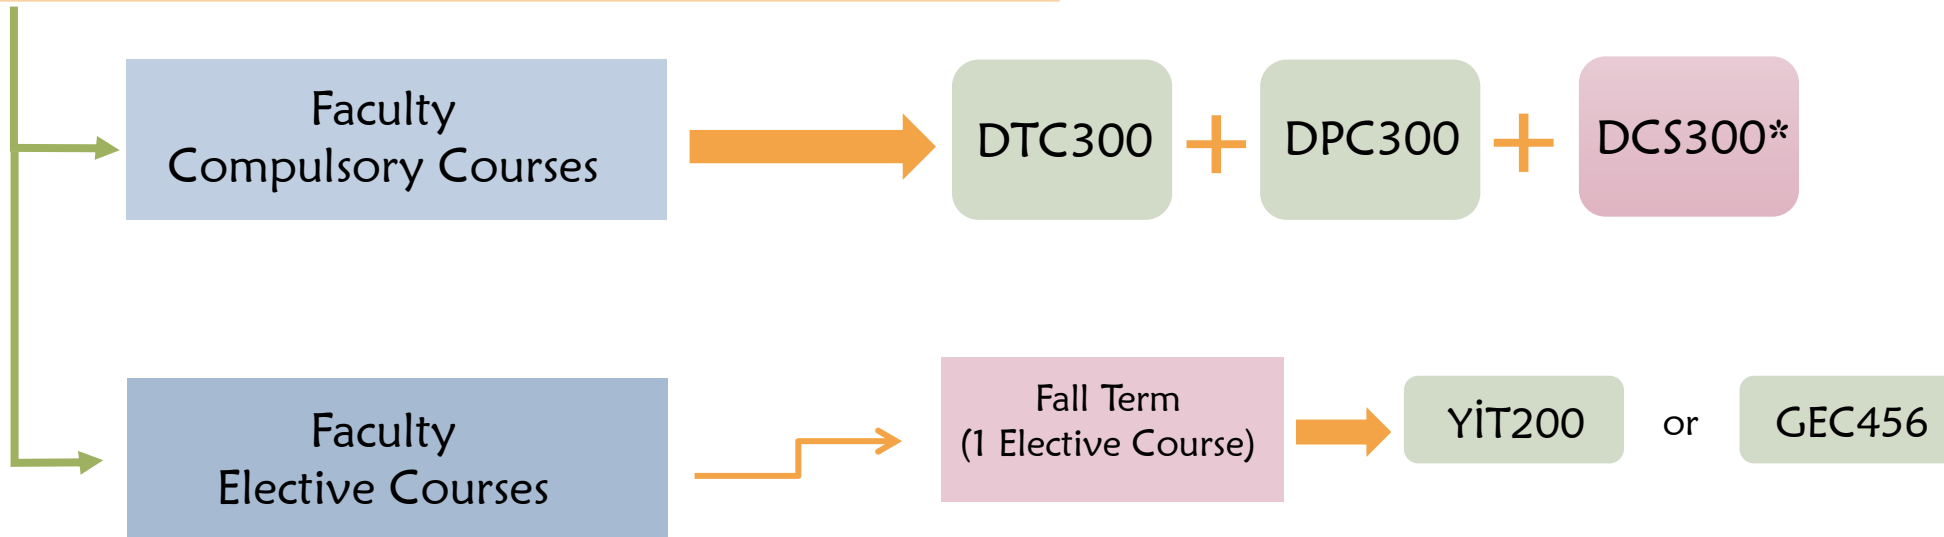 Faculty
Compulsory Courses
DTC300 + DPC300 + DCS300*
Faculty
Elective Courses
Fall Term
(1 Elective Course)
YİT200 or GEC456